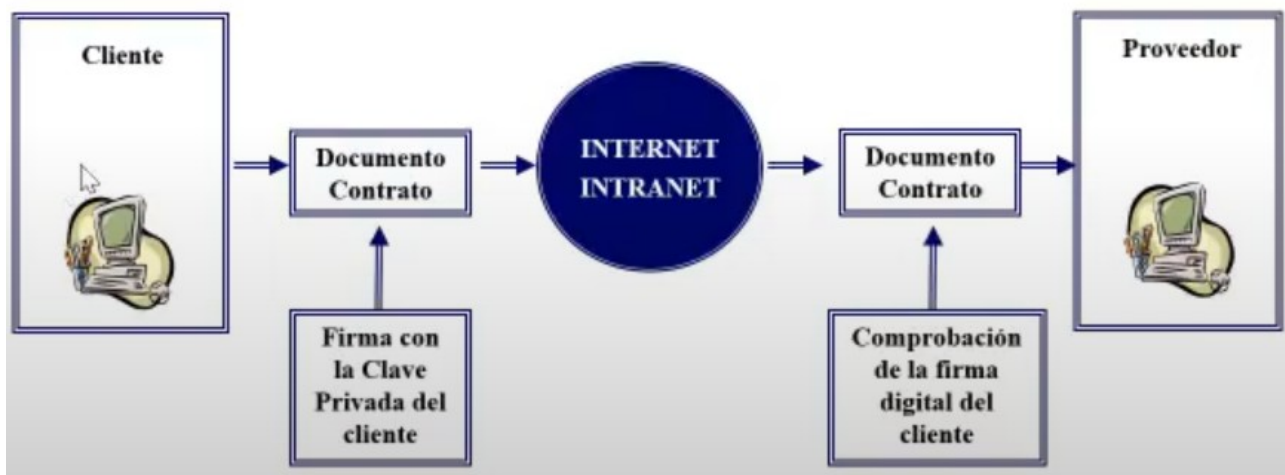 Cliente
Documento
Contrato
Firma con
la Clave
Privada del
cliente
INTERNET
INTRANET
Documento
Contrato
Comprobación
de la firma
digital del
cliente
Proveedor